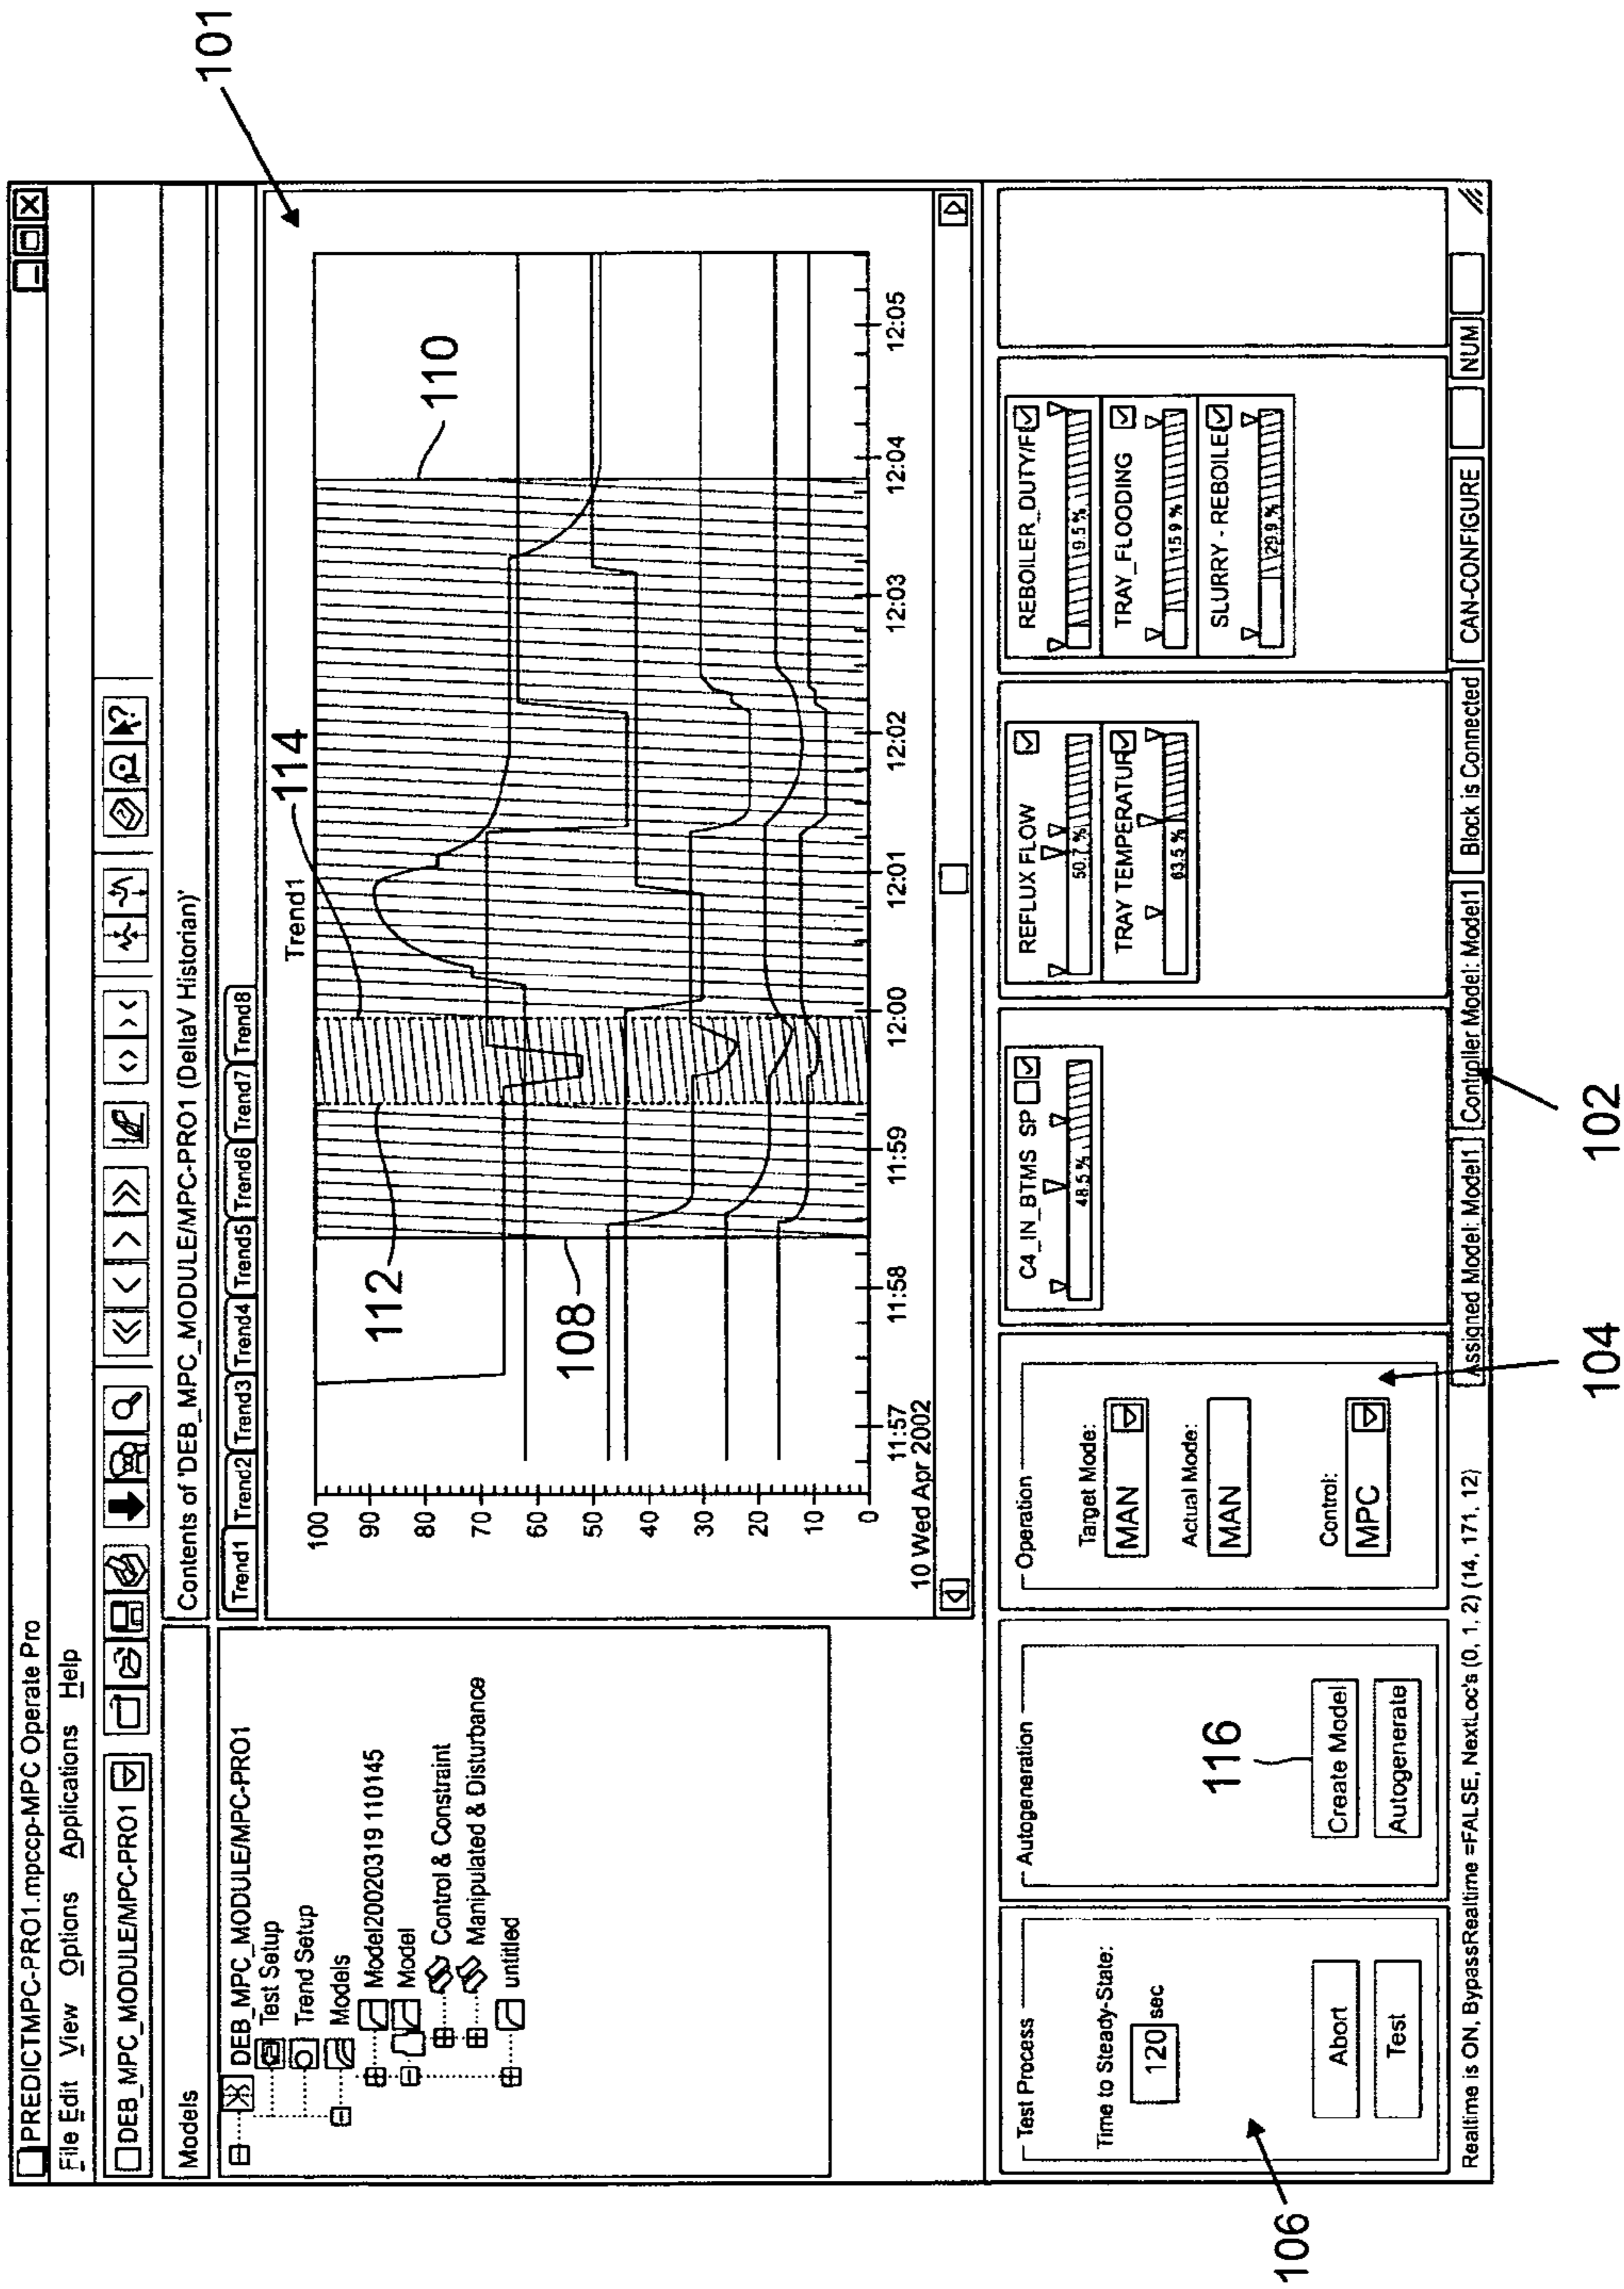 PREDICTMPC-PRO1.mpccp-MPC Operate Pro
File Edit View Options Applications Help
DEB_MPC_MODULE/MPC-PRO1
Models
Contents of 'DEB_MPC_MODULE/MPC-PRO1 (DeltaV Historian)'
DEB_MPC_MODULE/MPC-PRO1
Test Setup
Trend Setup
Models
Model20020319 110145
Model
Control & Constraint
Manipulated & Disturbance
untitled
Trend1 Trend2 Trend3 Trend4 Trend5 Trend6 Trend7 Trend8
Trend1
101
114
112
108
110
100
90
80
70
60
50
40
30
20
10
0
11:57 11:58 11:59 12:00 12:01 12:02 12:03 12:04 12:05
10 Wed Apr 2002
Test Process
Time to Steady-State:
120 sec
Abort
Test
Autogeneration
116
Create Model
Autogenerate
Operation
Target Mode:
MAN
Actual Mode:
MAN
Control:
MPC
C4_IN_BTMS SP
48.5 %
REFLUX FLOW
50.7 %
TRAY TEMPERATUR
63.5 %
REBOILER_DUTY/F
9.5 %
TRAY_FLOODING
15.9 %
SLURRY - REBOILE
29.9 %
Realtime is ON, BypassRealtime =FALSE, NextLoc's (0, 1, 2) (14, 171, 12)
Assigned Model: Model1 Controller Model: Model1 Block is Connected CAN-CONFIGURE NUM
106
104
102